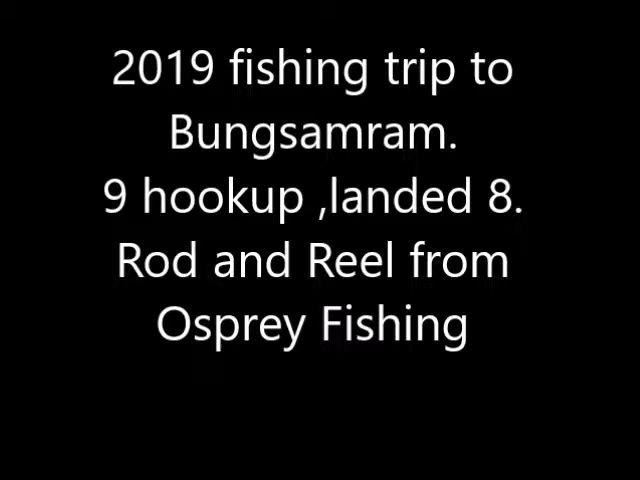 2019 fishing trip to
Bungsamram.
9 hookup ,landed 8.
Rod and Reel from
Osprey Fishing